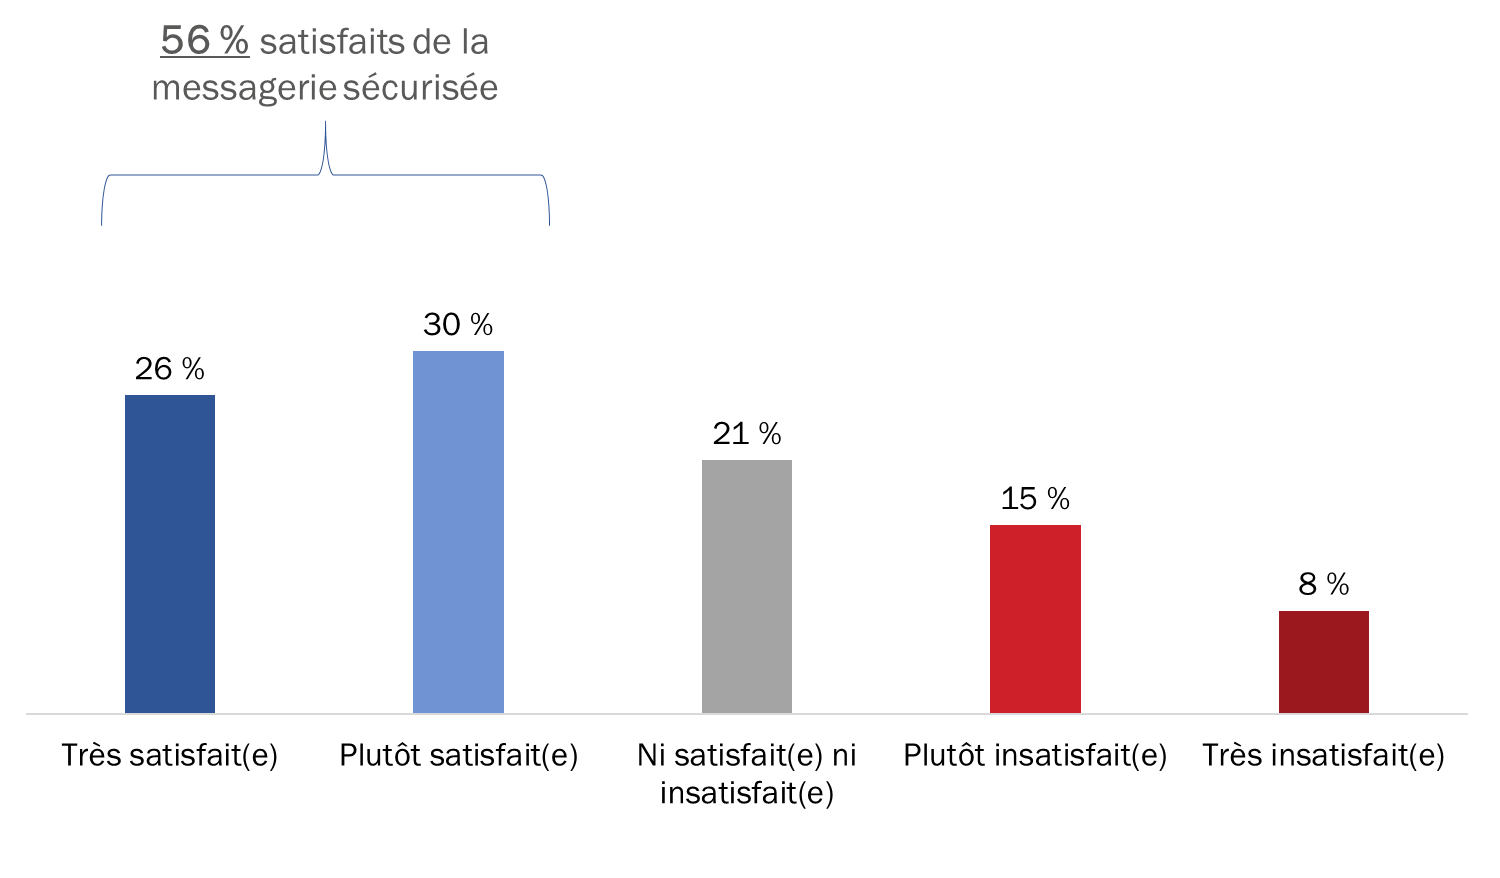 56 % satisfaits de la
messagerie sécurisée
26 %
30 %
21 %
15 %
8 %
Très satisfait(e)
Plutôt satisfait(e)
Ni satisfait(e) ni
insatisfait(e)
Plutôt insatisfait(e)
Très insatisfait(e)